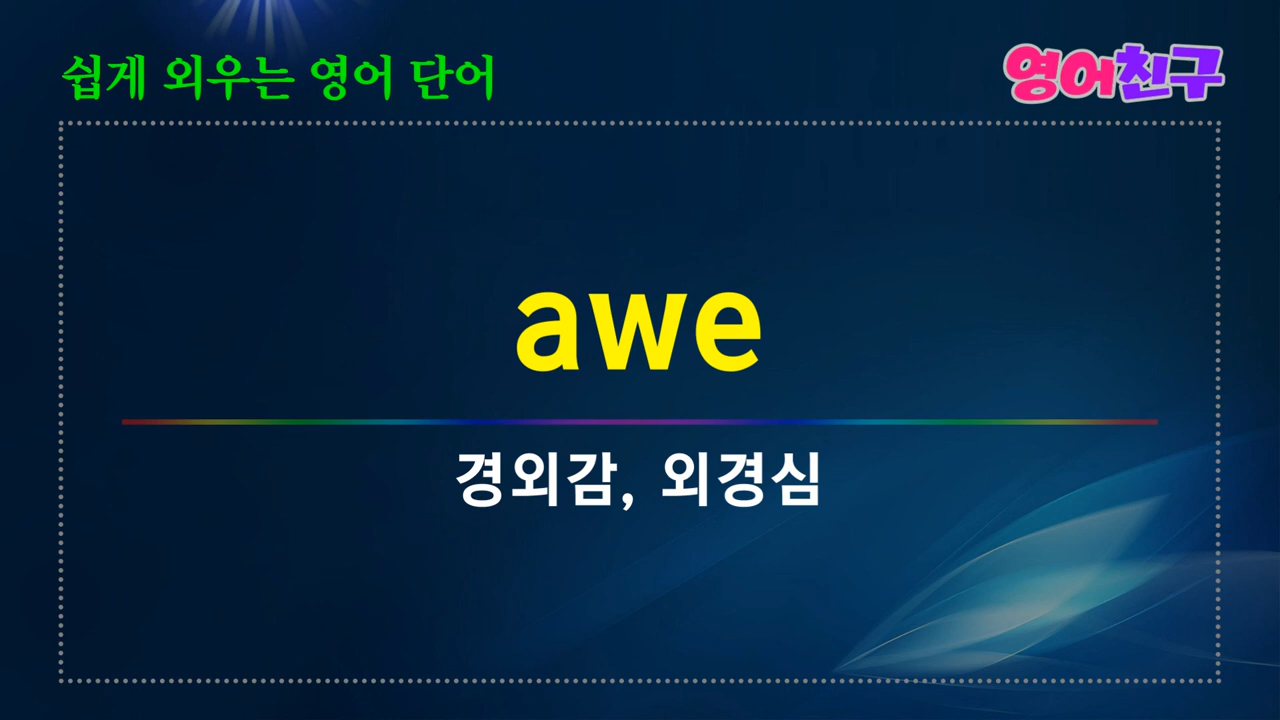 쉽게 외우는 영어 단어
영어친구
awe
경외감, 외경심